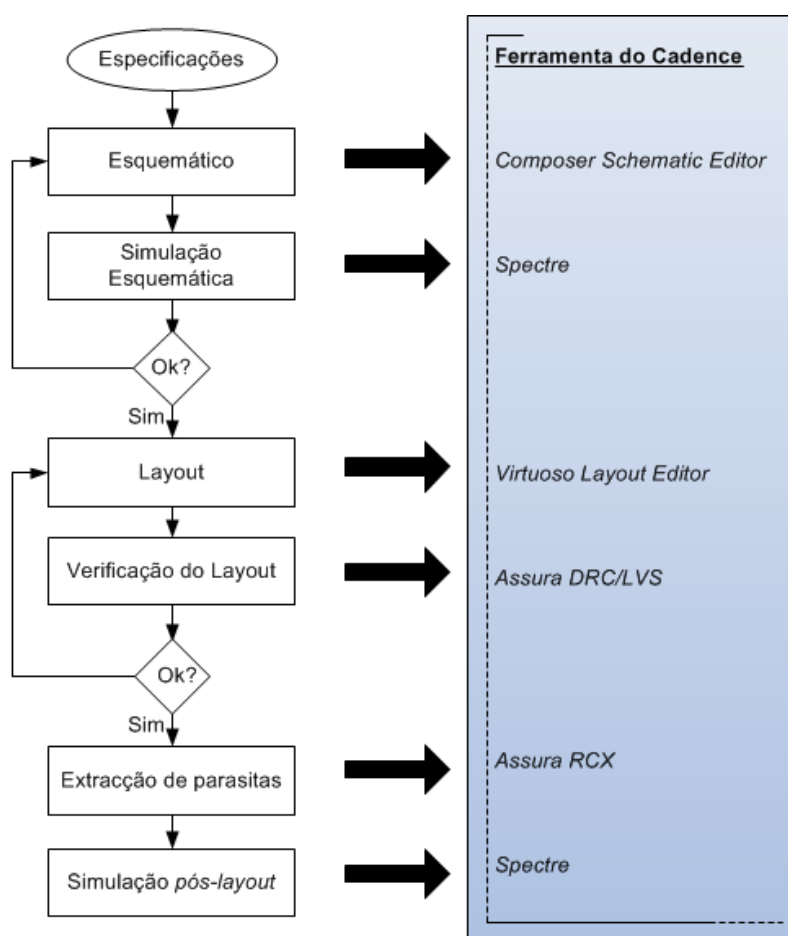 Especificações
Ferramenta do Cadence
Esquemático
Composer Schematic Editor
Simulação
Esquemática
Spectre
Ok?
Sim
Layout
Virtuoso Layout Editor
Verificação do Layout
Assura DRC/LVS
Ok?
Sim
Extracção de parasitas
Assura RCX
Simulação pós-layout
Spectre